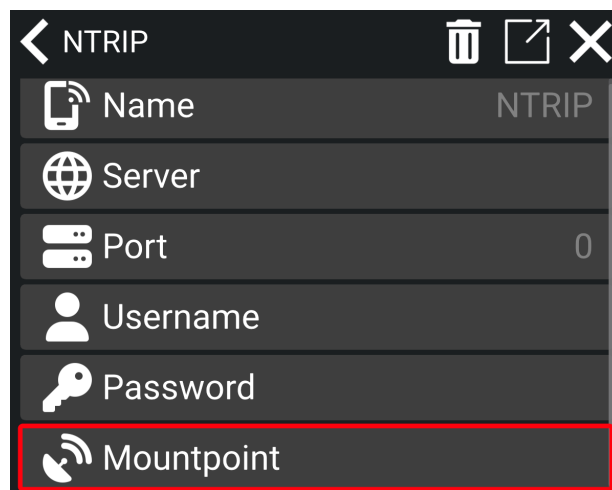 NTRIP
Name NTRIP
Server
Port 0
Username
Password
Mountpoint